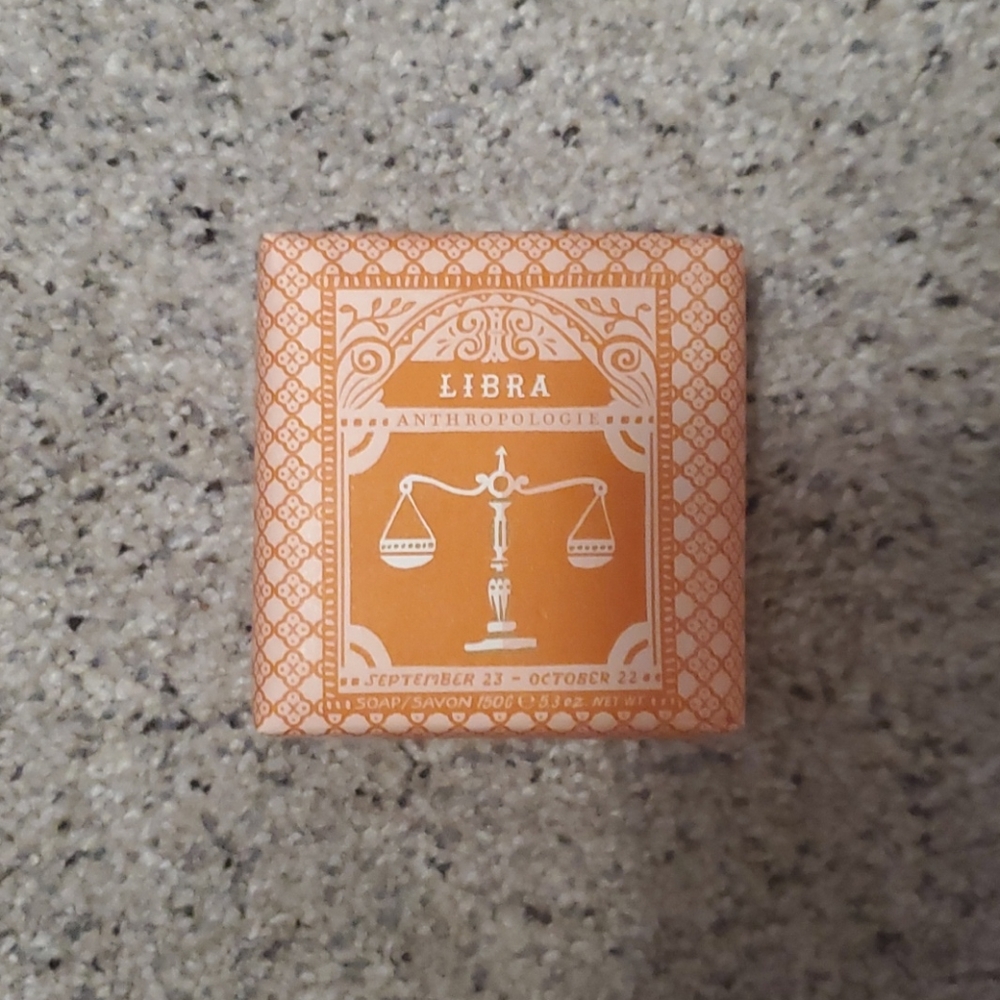 LIBRA
ANTHROPOLOGIE
SEPTEMBER 23 - OCTOBER 22
SOAP/SAVON 150G ℮ 5.3 oz. NET WT.